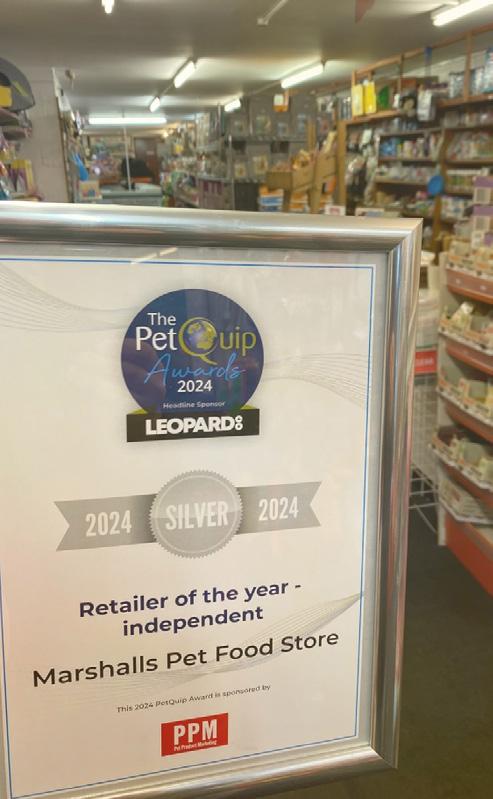 The
PetQuip
Awards
2024
Headline Sponsor
LEOPARD
2024 SILVER 2024
Retailer of the year -
independent
Marshalls Pet Food Store
This 2024 PetQuip Award is sponsored by
PPM
Pet Product Marketing